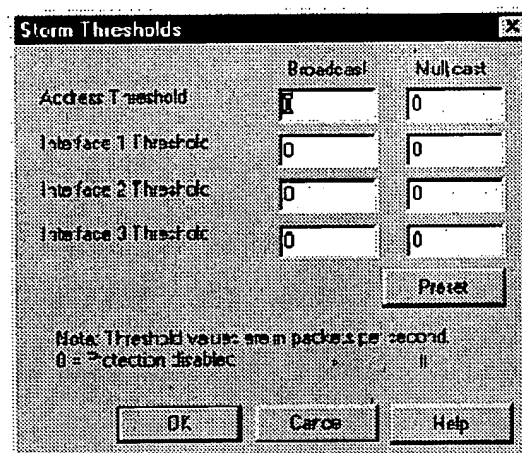 Storm Thresholds
Broadcast Multicast
Address Threshold 0 0
Interface 1 Threshold 0 0
Interface 2 Threshold 0 0
Interface 3 Threshold 0 0
Preset
Note: Threshold values are in packets per second.
0 = Protection disabled
OK Cancel Help